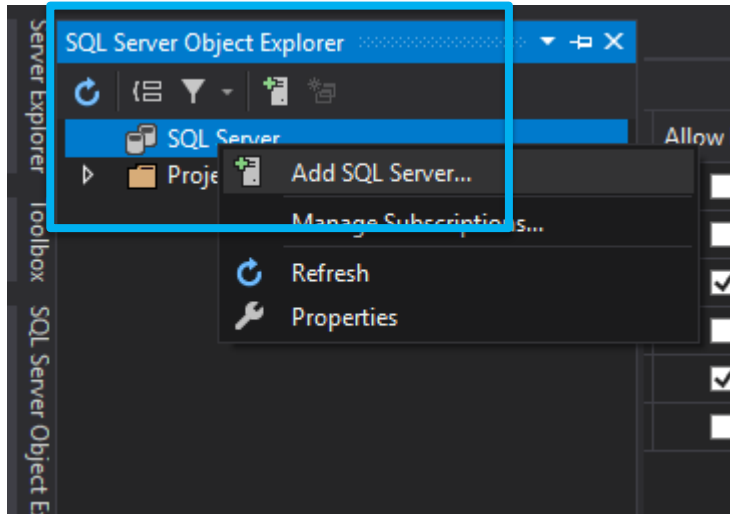 Server Explorer
Toolbox
SQL Server Object E
SQL Server Object Explorer
SQL Server
Proje
Add SQL Server...
Manage Subscriptions...
Refresh
Properties
Allow